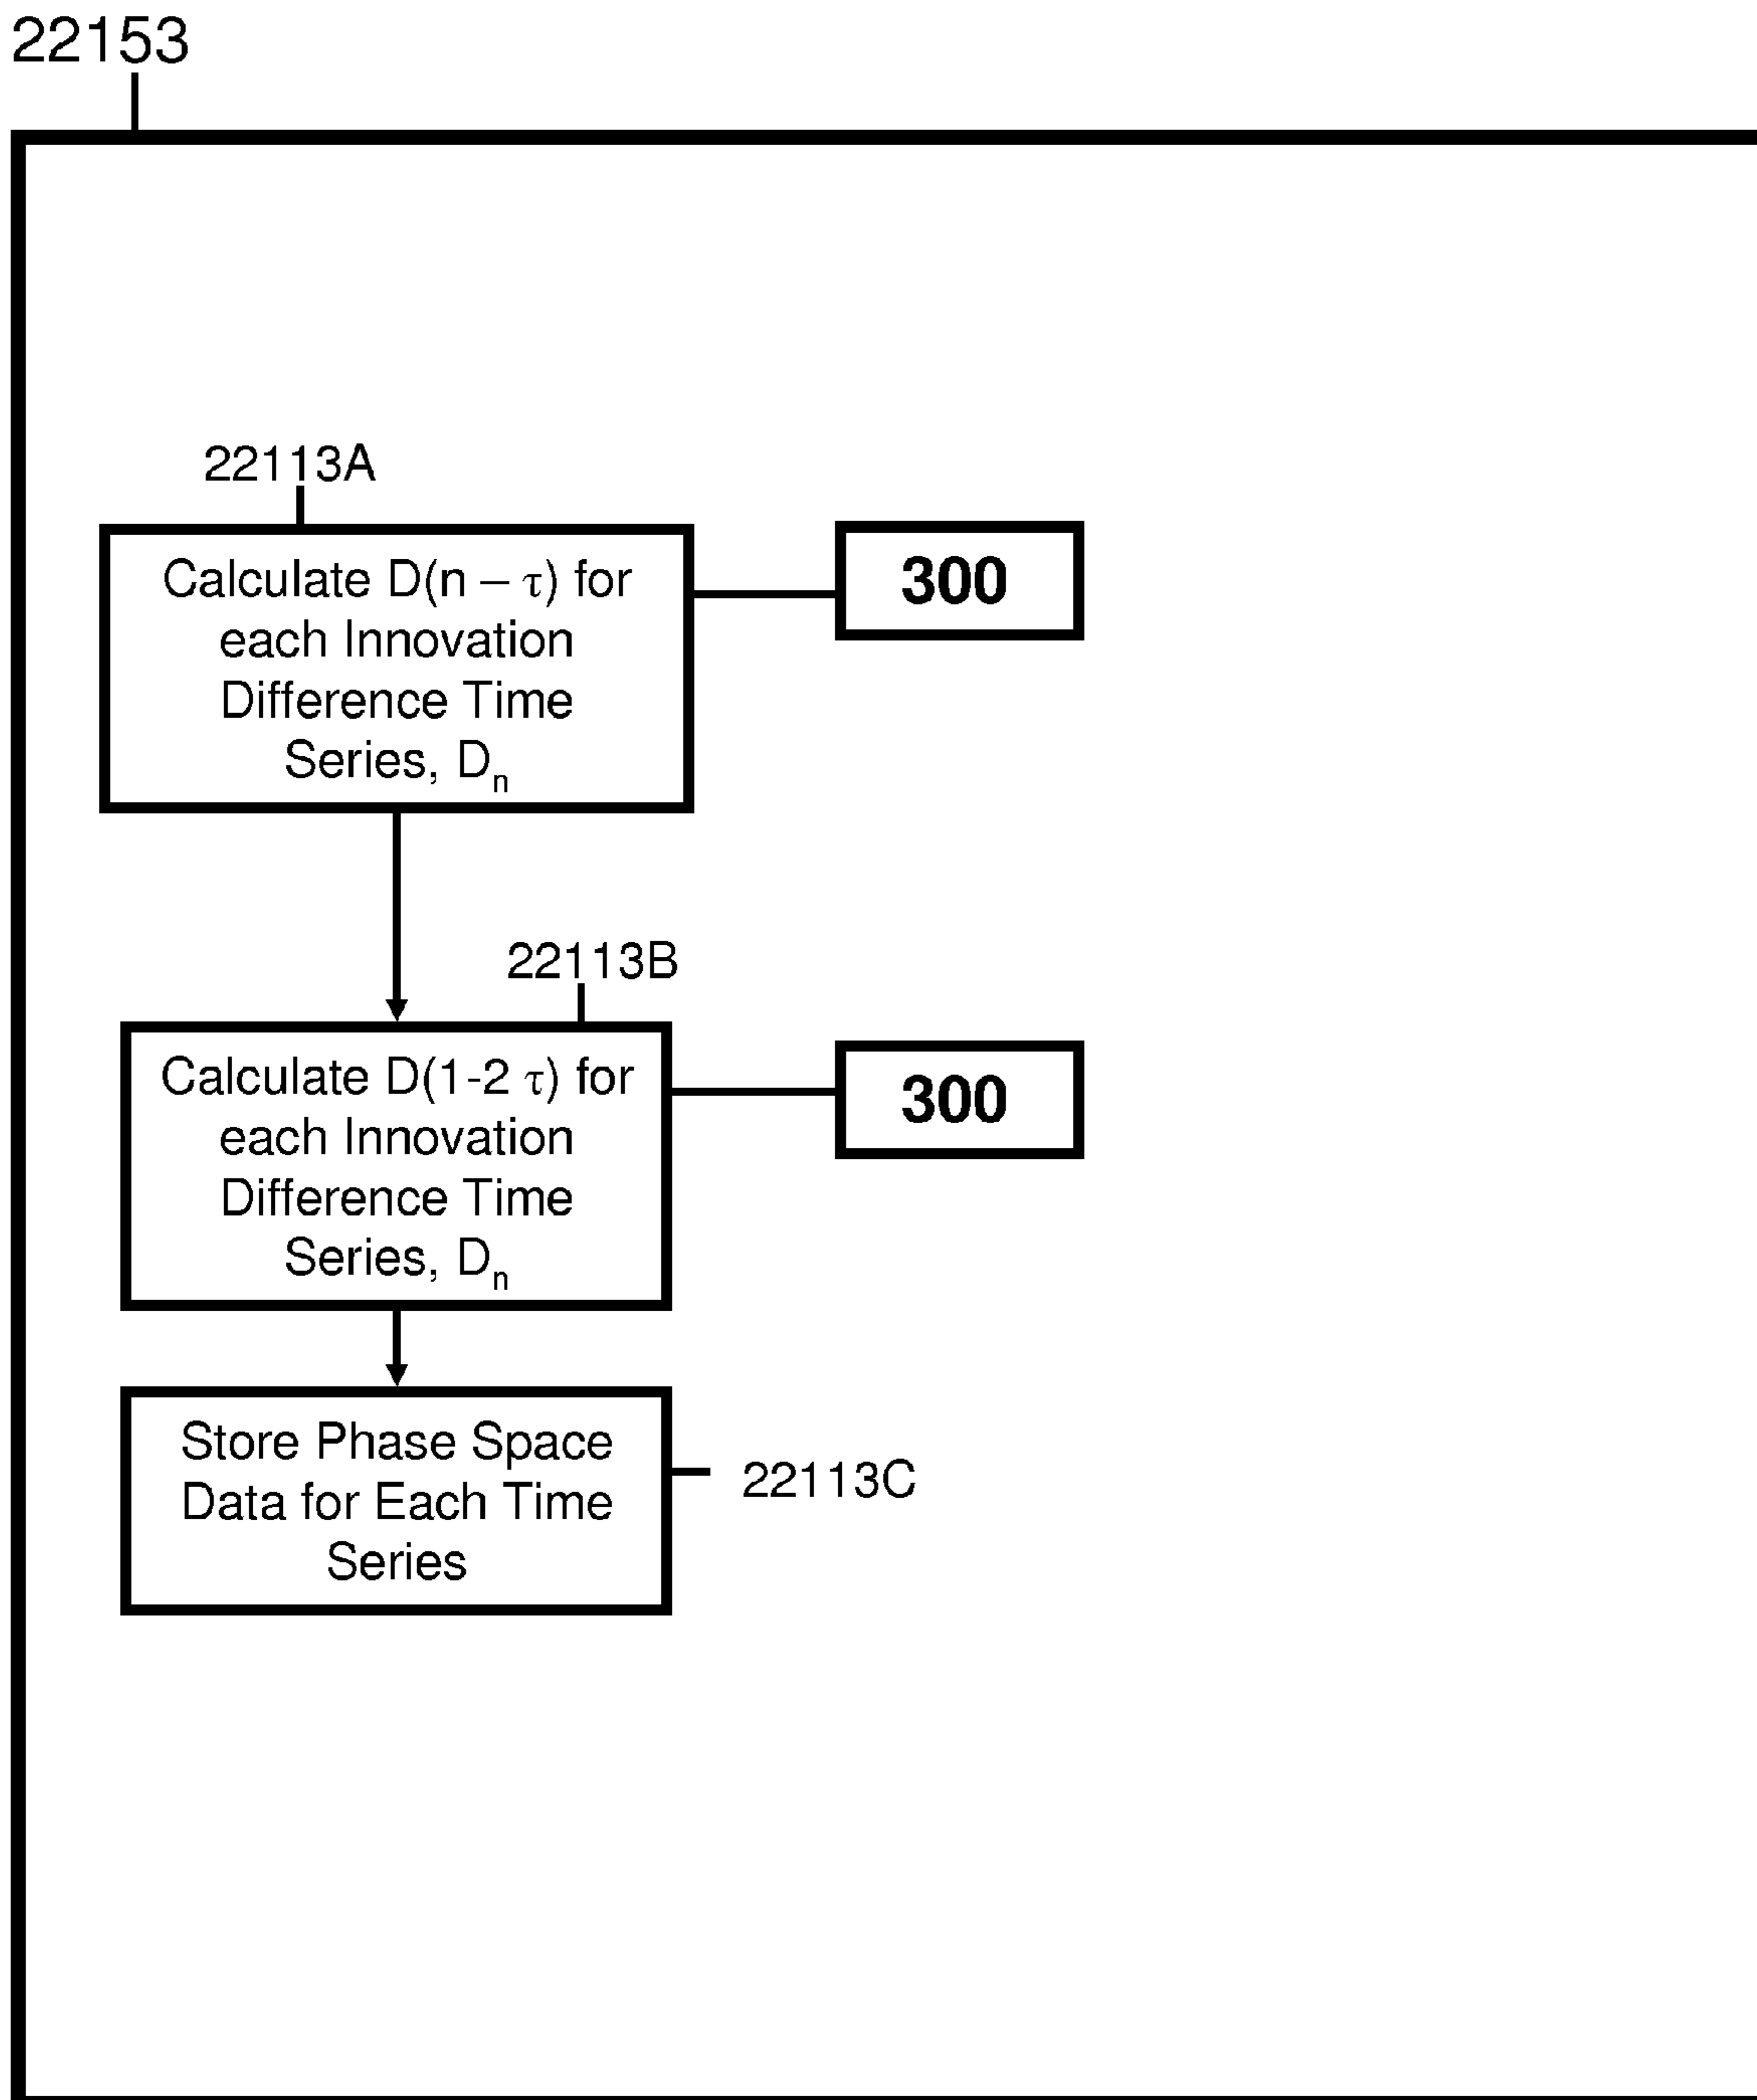 22153
22113A
Calculate D(n – τ) for
each Innovation
Difference Time
Series, Dn
300
22113B
Calculate D(1-2 τ) for
each Innovation
Difference Time
Series, Dn
300
Store Phase Space
Data for Each Time
Series
22113C